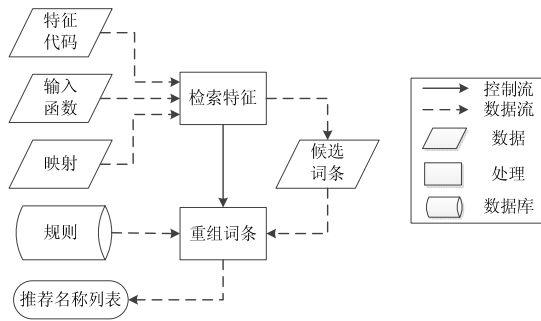 特征
代码
输入
函数
映射
检索特征
候选
词条
规则
重组词条
推荐名称列表
控制流
数据流
数据
处理
数据库